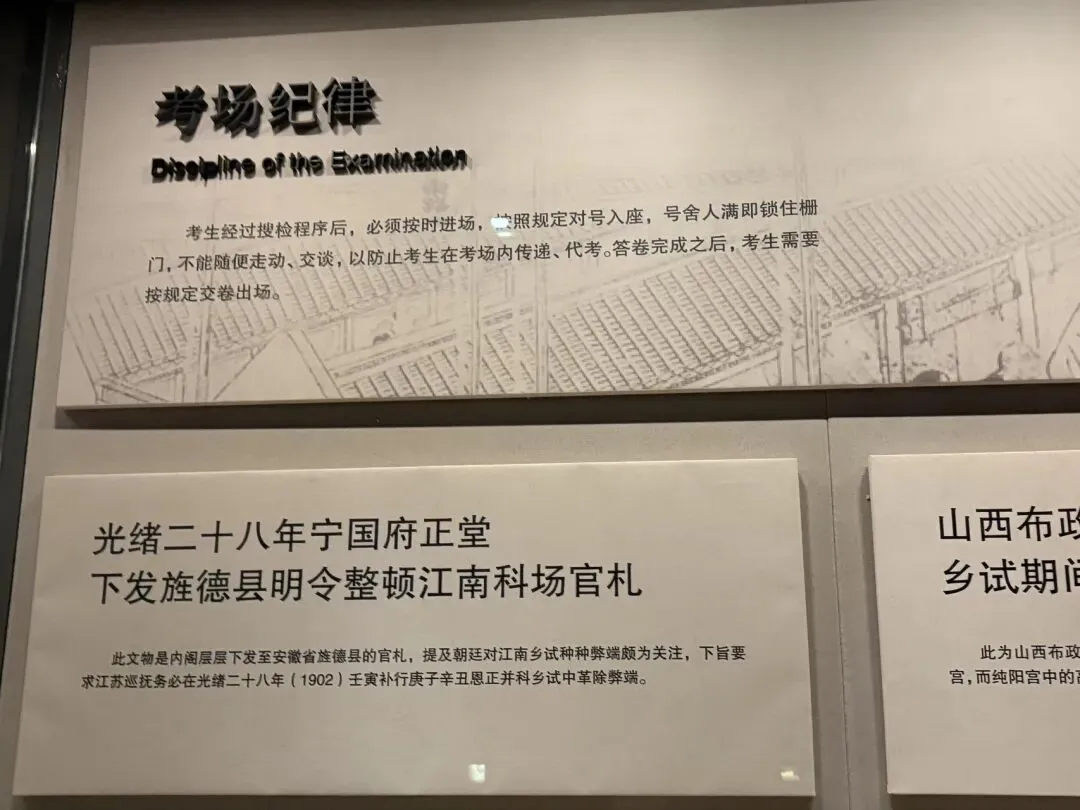 考场纪律
Discipline of the Examination
考生经过搜检程序后，必须按时进场，按照规定对号入座，号舍人满即锁住栅
门，不能随便走动、交谈，以防止考生在考场内传递、代考。答卷完成之后，考生需要
按规定交卷出场。
光绪二十八年宁国府正堂
下发旌德县明令整顿江南科场官札
此文物是内阁层层下发至安徽省旌德县的官札，提及朝廷对江南乡试种种弊端颇为关注，下旨要
求江苏巡抚务必在光绪二十八年（1902）壬寅补行庚子辛丑恩正并科乡试中革除弊端。
山西布政
乡试期间
此为山西布政
宫，而纯阳宫中的